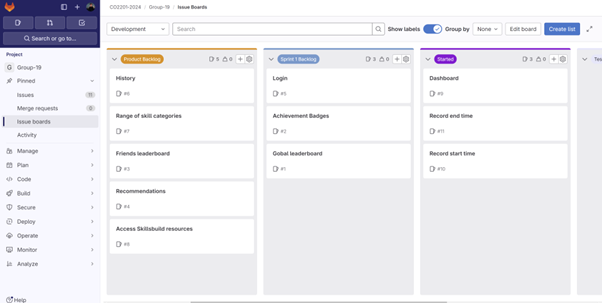 CO2201-2024 / Group-19 / Issue Boards
Development
Search
Show labels
Group by
None
Edit board
Create list
Search or go to...
Project
G Group-19
Pinned
Issues 11
Merge requests 0
Issue boards
Activity
Manage
Plan
Code
Build
Secure
Deploy
Operate
Monitor
Analyze
Help
Product Backlog 5 0
History
#6
Range of skill categories
#7
Friends leaderboard
#3
Recommendations
#4
Access Skillsbuild resources
Sprint 1 Backlog 3 0
Login
#5
Achievement Badges
#2
Gobal leaderboard
#1
Started 3 0
Dashboard
Record end time
#11
Record start time
#10